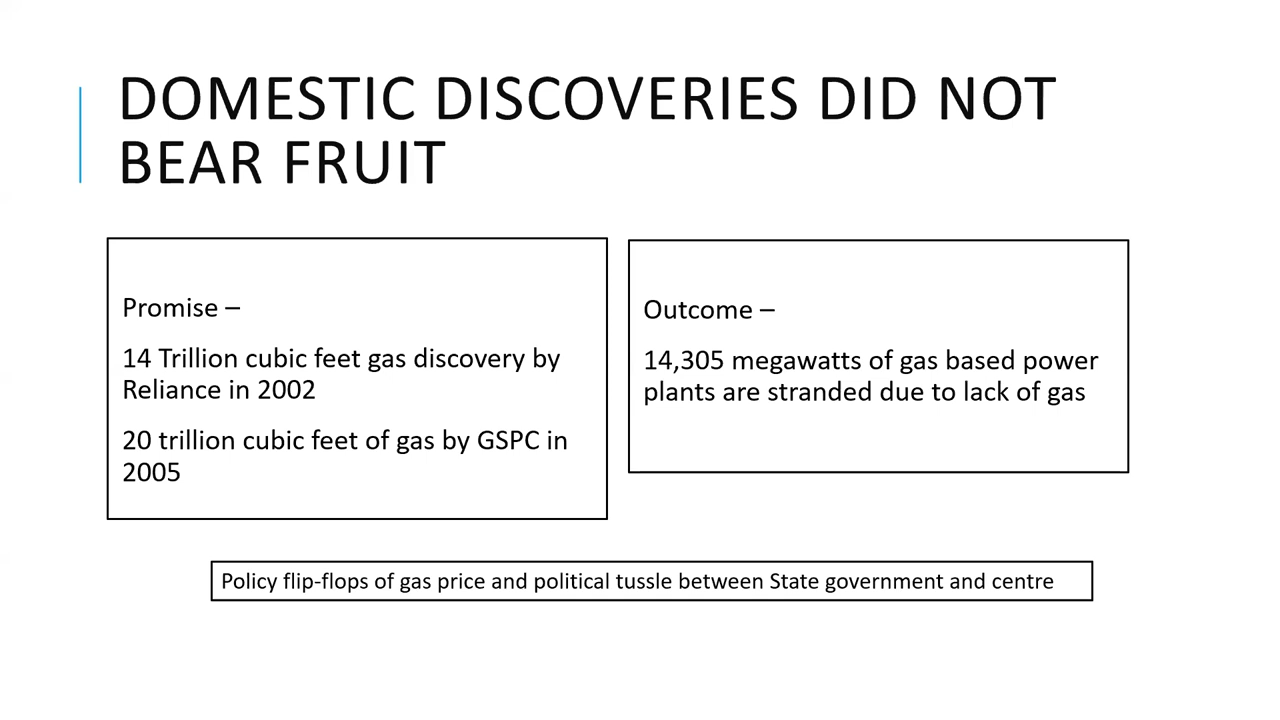 DOMESTIC DISCOVERIES DID NOT
BEAR FRUIT
Promise –
14 Trillion cubic feet gas discovery by
Reliance in 2002
20 trillion cubic feet of gas by GSPC in
2005
Outcome –
14,305 megawatts of gas based power
plants are stranded due to lack of gas
Policy flip-flops of gas price and political tussle between State government and centre